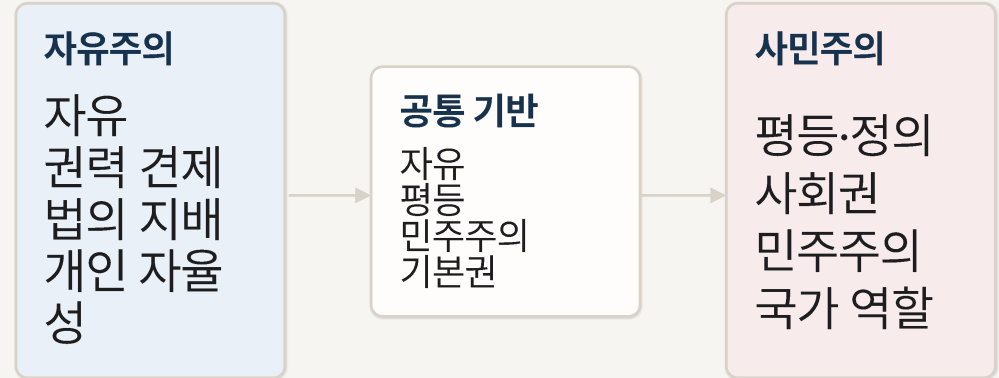 자유주의
자유
권력 견제
법의 지배
개인 자율
성
공통 기반
자유
평등
민주주의
기본권
사민주의
평등·정의
사회권
민주주의
국가 역할